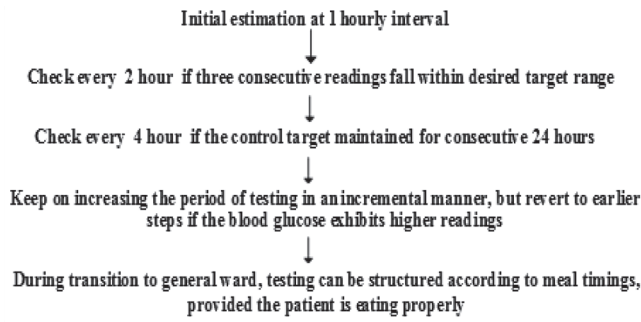 Initial estimation at 1 hourly interval
Check every 2 hour if three consecutive readings fall within desired target range
Check every 4 hour if the control target maintained for consecutive 24 hours
Keep on increasing the period of testing in an incremental manner, but revert to earlier
steps if the blood glucose exhibits higher readings
During transition to general ward, testing can be structured according to meal timings,
provided the patient is eating properly